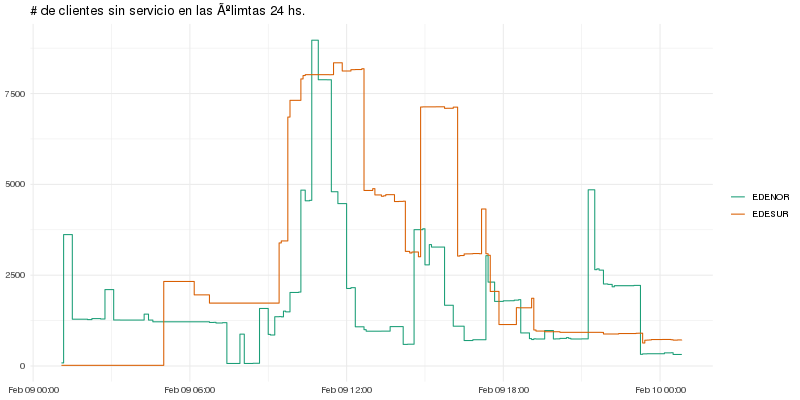 # de clientes sin servicio en las Ãºlimtas 24 hs.
7500
5000
2500
0
Feb 09 00:00
Feb 09 06:00
Feb 09 12:00
Feb 09 18:00
Feb 10 00:00
EDENOR
EDESUR